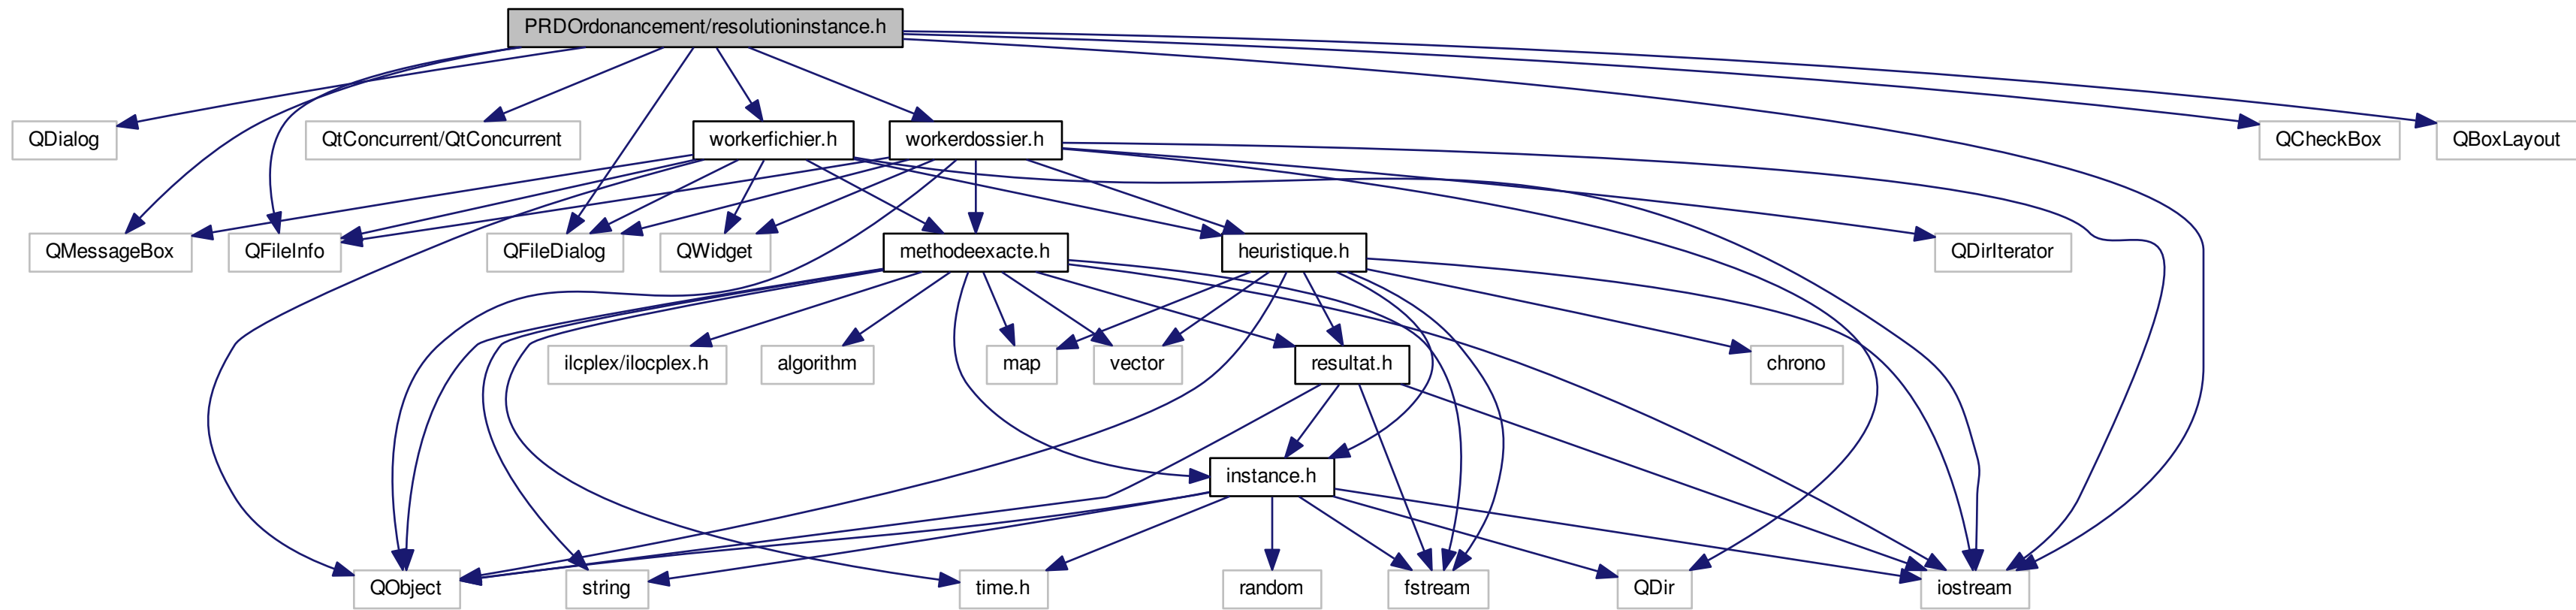 PRDOrdonancement/resolutioninstance.h
QDialog
QtConcurrent/QtConcurrent
workerfichier.h
workerdossier.h
QCheckBox
QBoxLayout
QMessageBox
QFileInfo
QFileDialog
QWidget
methodeexacte.h
heuristique.h
QDirIterator
ilcplex/ilocplex.h
algorithm
map
vector
resultat.h
chrono
instance.h
QObject
string
time.h
random
fstream
QDir
iostream